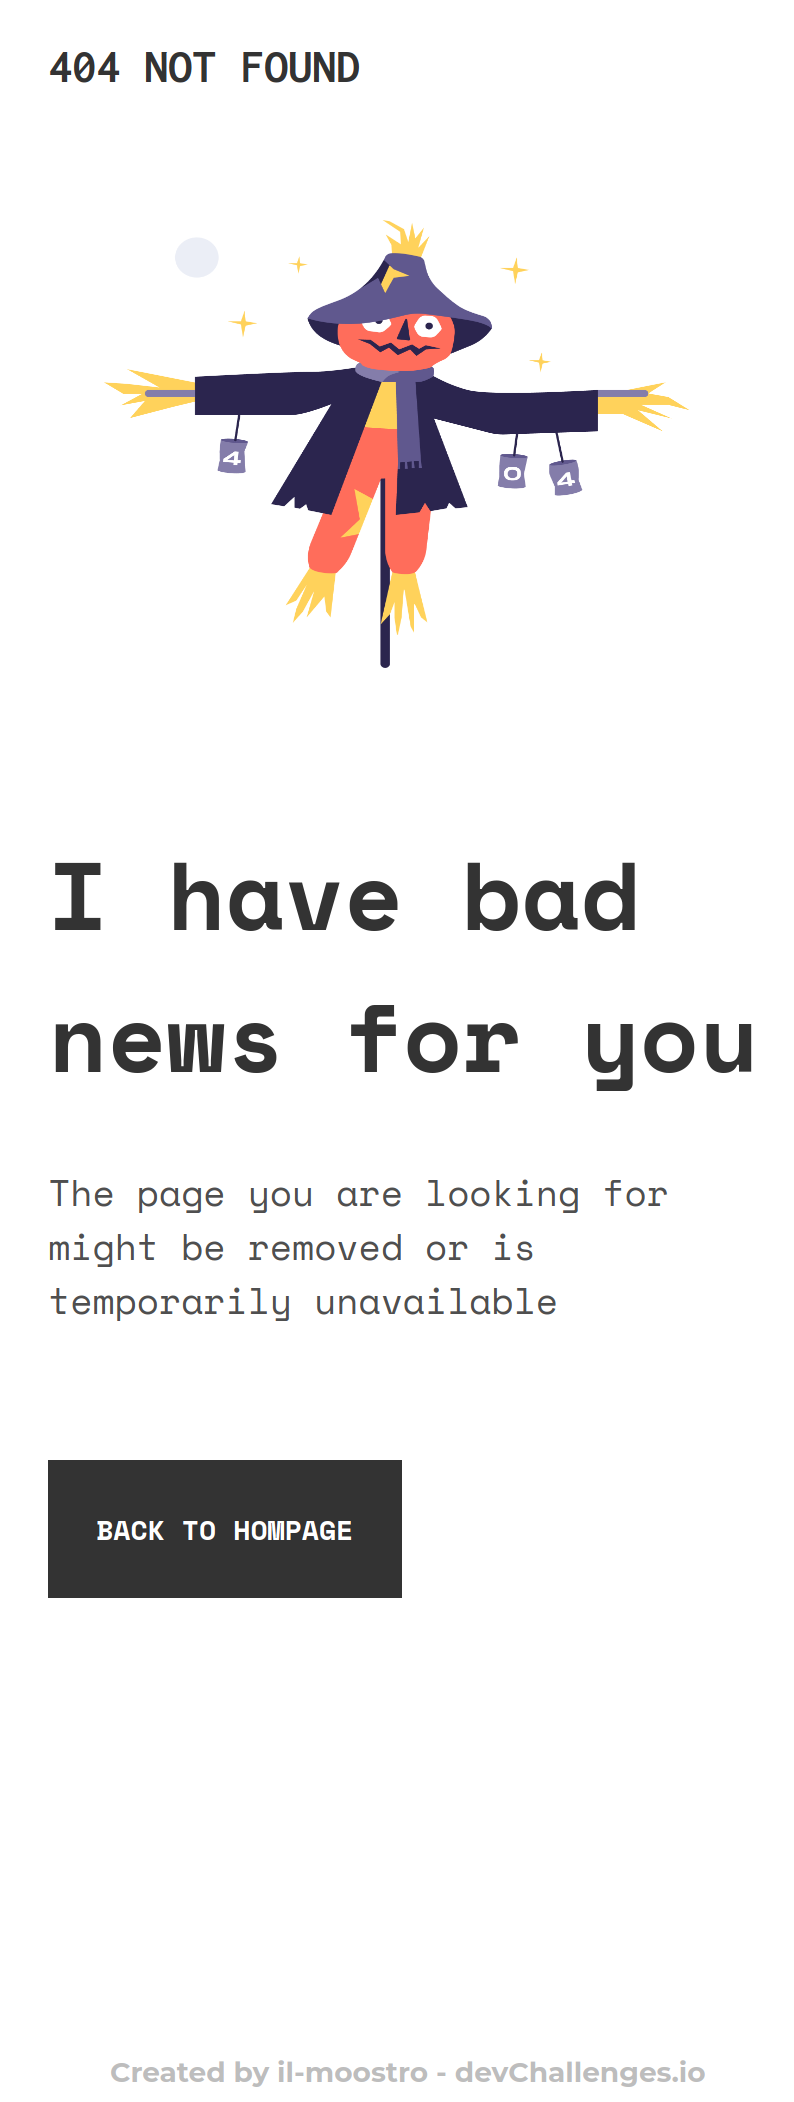 404 NOT FOUND
4
0
4
I have bad
news for you
The page you are looking for
might be removed or is
temporarily unavailable
BACK TO HOMPAGE
Created by il-moostro - devChallenges.io